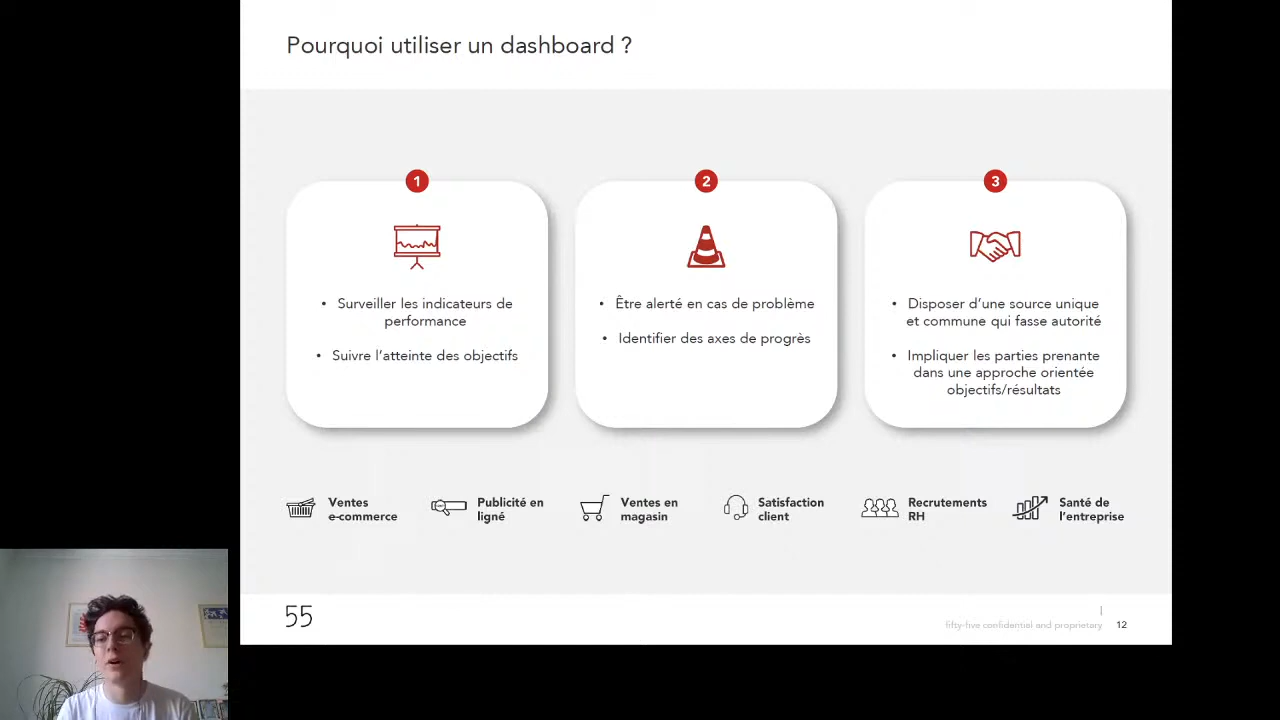 Pourquoi utiliser un dashboard ?
1
• Surveiller les indicateurs de
performance
• Suivre l'atteinte des objectifs
2
• Être alerté en cas de problème
• Identifier des axes de progrès
3
• Disposer d'une source unique
et commune qui fasse autorité
• Impliquer les parties prenante
dans une approche orientée
objectifs/résultats
Ventes
e-commerce
Publicité en
ligné
Ventes en
magasin
Satisfaction
client
Recrutements
RH
Santé de
l'entreprise
55
fifty-five confidential and proprietary
12